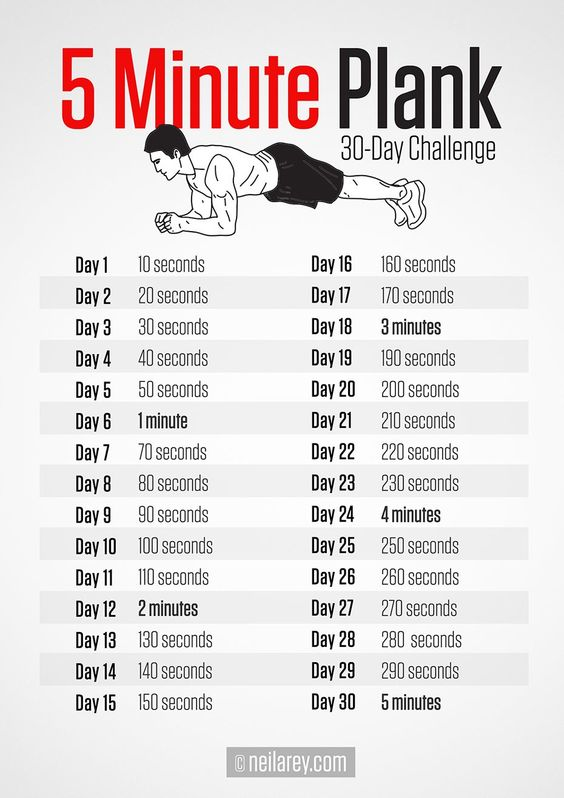 5 Minute Plank
30-Day Challenge
Day 1 10 seconds
Day 2 20 seconds
Day 3 30 seconds
Day 4 40 seconds
Day 5 50 seconds
Day 6 1 minute
Day 7 70 seconds
Day 8 80 seconds
Day 9 90 seconds
Day 10 100 seconds
Day 11 110 seconds
Day 12 2 minutes
Day 13 130 seconds
Day 14 140 seconds
Day 15 150 seconds
Day 16 160 seconds
Day 17 170 seconds
Day 18 3 minutes
Day 19 190 seconds
Day 20 200 seconds
Day 21 210 seconds
Day 22 220 seconds
Day 23 230 seconds
Day 24 4 minutes
Day 25 250 seconds
Day 26 260 seconds
Day 27 270 seconds
Day 28 280 seconds
Day 29 290 seconds
Day 30 5 minutes
© neilarey.com